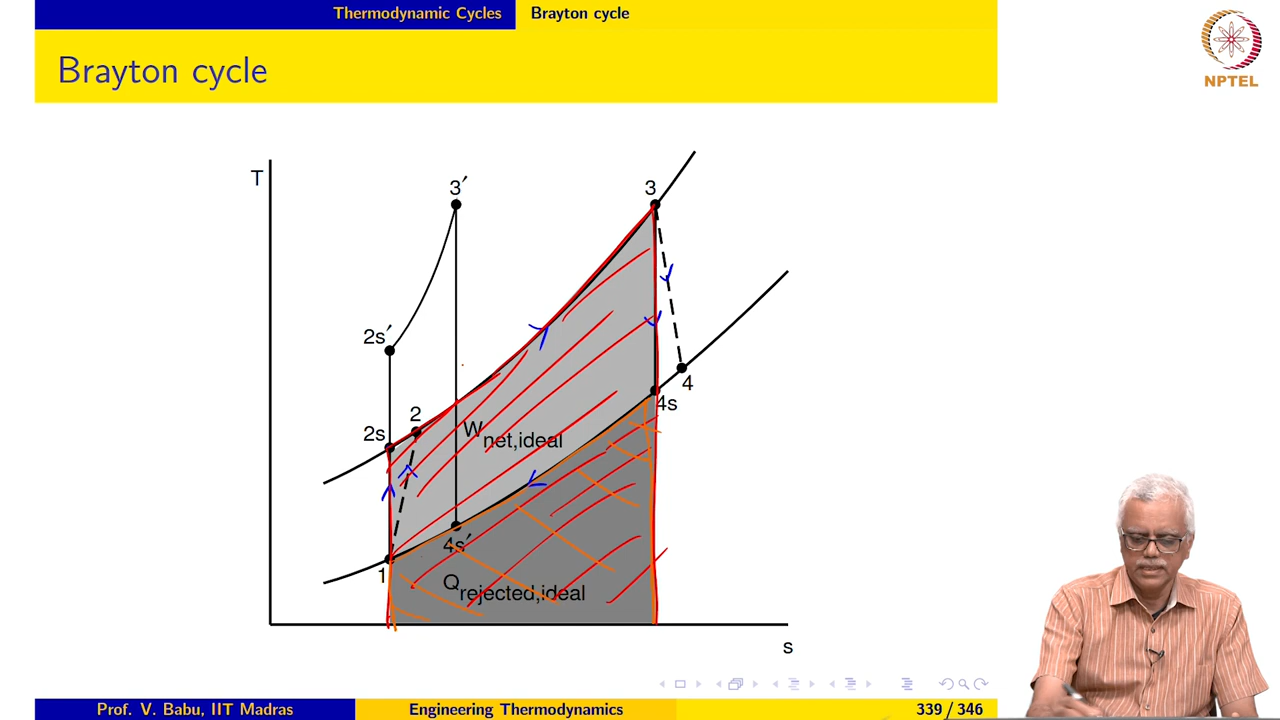 Thermodynamic Cycles Brayton cycle
NPTEL
Brayton cycle
T
3′ 3
2s′
4
2 4s
2s
W net,ideal
4s′
1
Q rejected,ideal
s
Prof. V. Babu, IIT Madras Engineering Thermodynamics 339 / 346